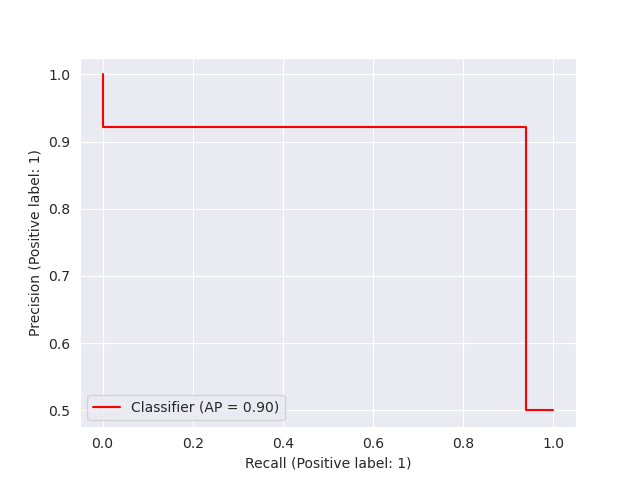 1.0
0.9
0.8
0.7
0.6
0.5
Precision (Positive label: 1)
Classifier (AP = 0.90)
0.0 0.2 0.4 0.6 0.8 1.0
Recall (Positive label: 1)